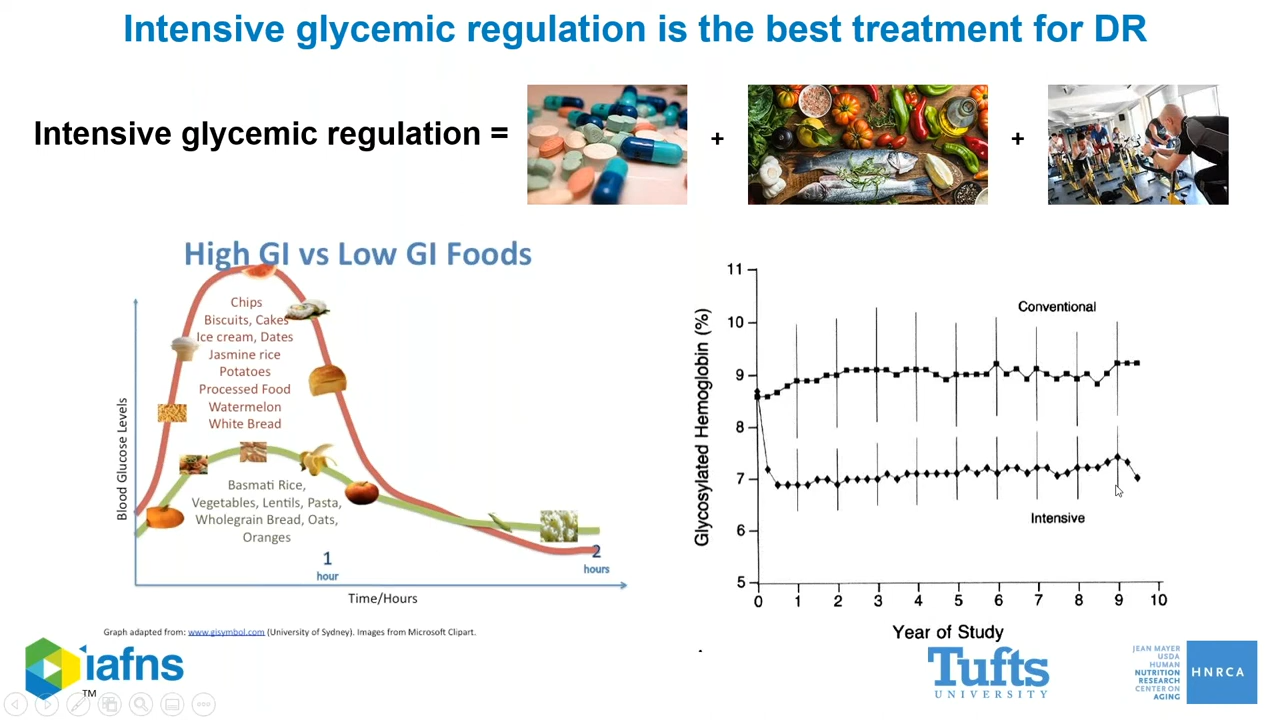 Intensive glycemic regulation is the best treatment for DR
Intensive glycemic regulation =
+
+
High GI vs Low GI Foods
Blood Glucose Levels
Chips
Biscuits, Cakes
Ice cream, Dates
Jasmine rice
Potatoes
Processed Food
Watermelon
White Bread
Basmati Rice,
Vegetables, Lentils, Pasta,
Wholegrain Bread, Oats,
Oranges
1
hour
2
hours
Time/Hours
Graph adapted from: www.gisymbol.com (University of Sydney). Images from Microsoft Clipart.
Glycosylated Hemoglobin (%)
11
10
9
8
7
6
5
Conventional
Intensive
0 1 2 3 4 5 6 7 8 9 10
Year of Study
iafns
TM
Tufts
UNIVERSITY
JEAN MAYER
USDA
HUMAN
NUTRITION
RESEARCH
CENTER ON
AGING
HNRCA